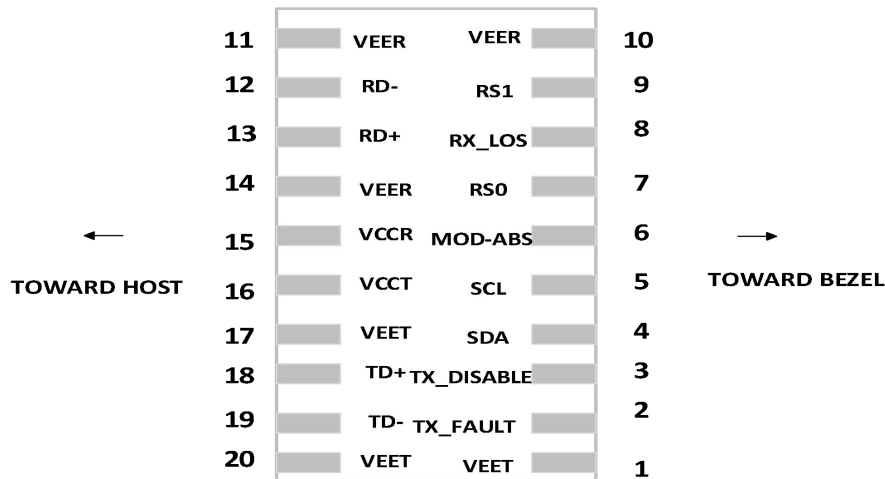 11 VEER VEER 10
12 RD- RS1 9
13 RD+ RX_LOS 8
14 VEER RS0 7
15 VCCR MOD-ABS 6
TOWARD HOST TOWARD BEZEL
16 VCCT SCL 5
17 VEET SDA 4
18 TD+ TX_DISABLE 3
19 TD- TX_FAULT 2
20 VEET VEET 1